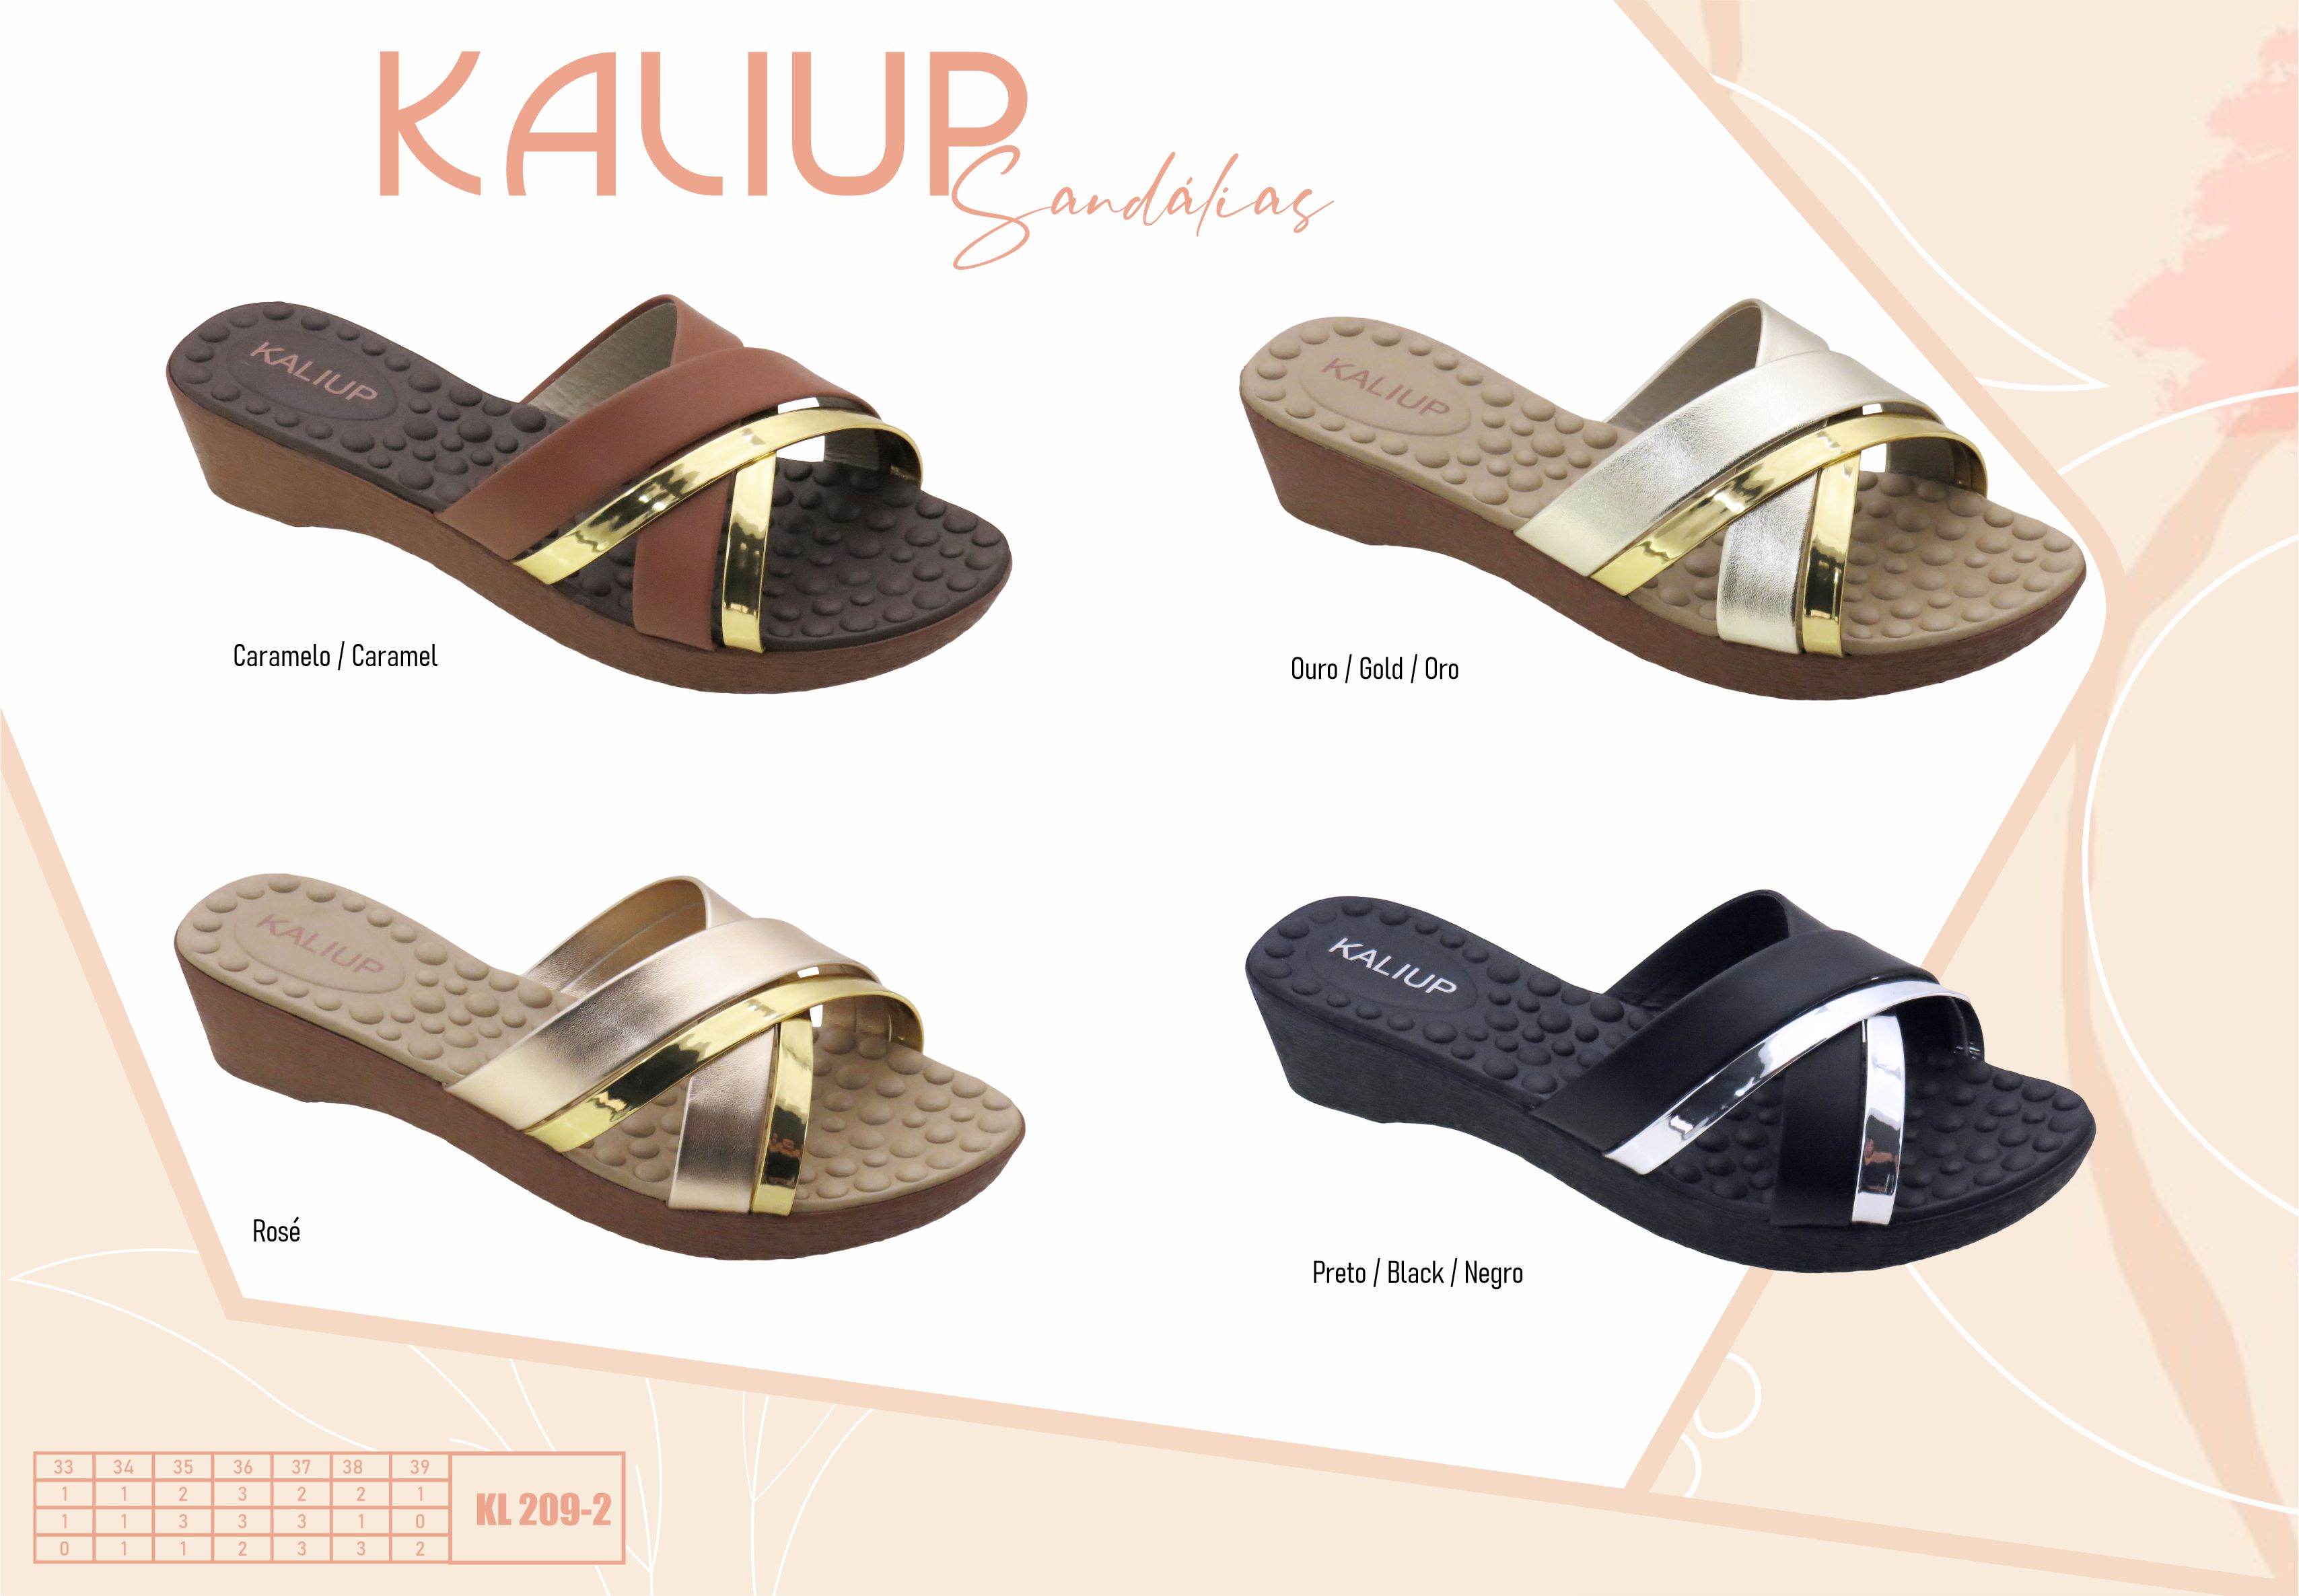 KALIUP
Sandálias
KALIUP
Caramelo / Caramel
KALIUP
Ouro / Gold / Oro
KALIUP
Rosé
KALIUP
Preto / Black / Negro
33 34 35 36 37 38 39
1 1 2 3 2 2 1
1 1 3 3 3 1 0
0 1 1 2 3 3 2
KL 209-2